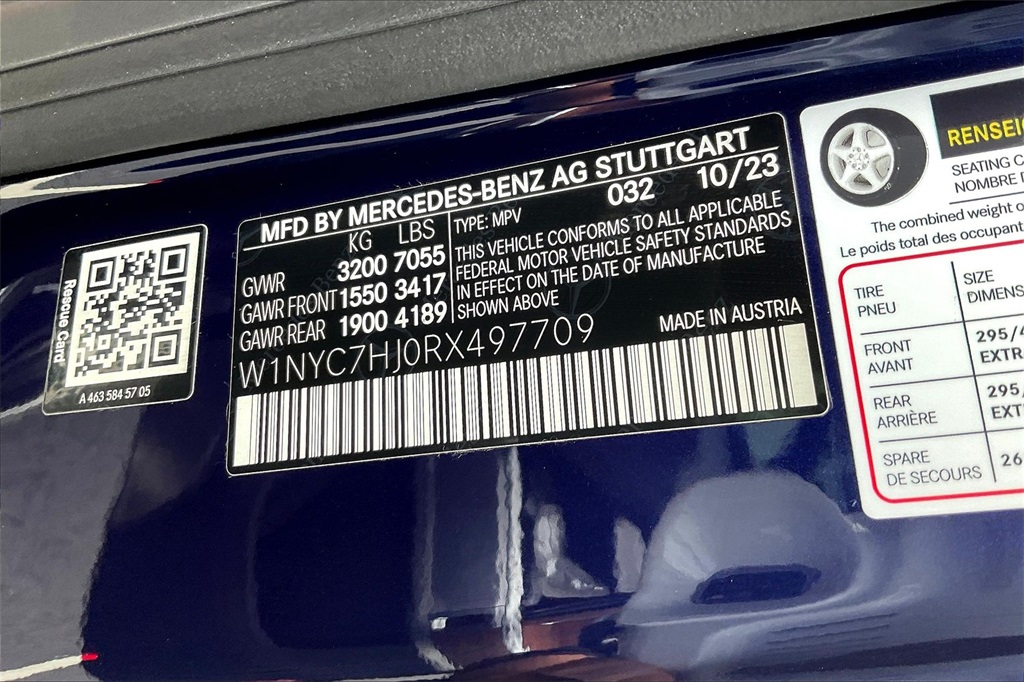 Rescue Card
A 463 584 57 05
MFD BY MERCEDES-BENZ AG STUTTGART
KG LBS
GVWR 3200 7055
GAWR FRONT 1550 3417
GAWR REAR 1900 4189
032 10/23
TYPE: MPV
THIS VEHICLE CONFORMS TO ALL APPLICABLE
FEDERAL MOTOR VEHICLE SAFETY STANDARDS
IN EFFECT ON THE DATE OF MANUFACTURE
SHOWN ABOVE
W1NYC7HJ0RX497709
MADE IN AUSTRIA
RENSEI
SEATING C
NOMBRE D
The combined weight o
Le poids total des occupant
TIRE SIZE
PNEU DIMENS
FRONT 295/4
AVANT EXTR
REAR 295/
ARRIÈRE EXT
SPARE 26
DE SECOURS